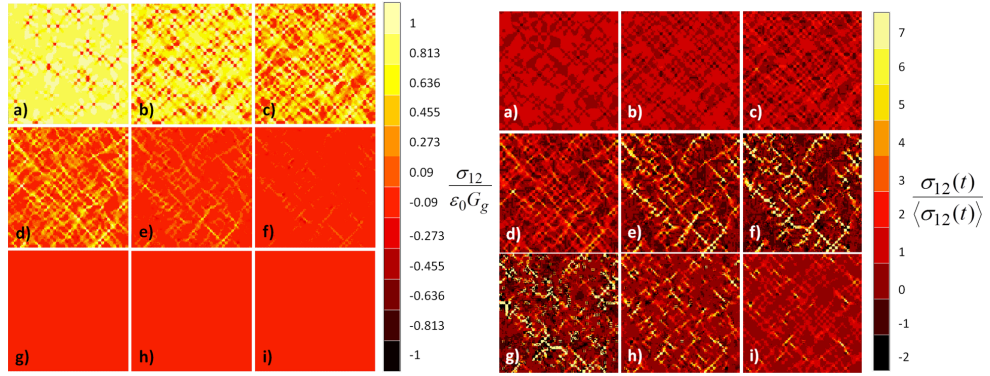 a)
b)
c)
d)
e)
f)
g)
h)
i)
1
0.813
0.636
0.455
0.273
0.09
-0.09
-0.273
-0.455
-0.636
-0.813
-1
σ12
ε0Gg
a)
b)
c)
d)
e)
f)
g)
h)
i)
7
6
5
4
3
2
1
0
-1
-2
σ12(t)
⟨σ12(t)⟩